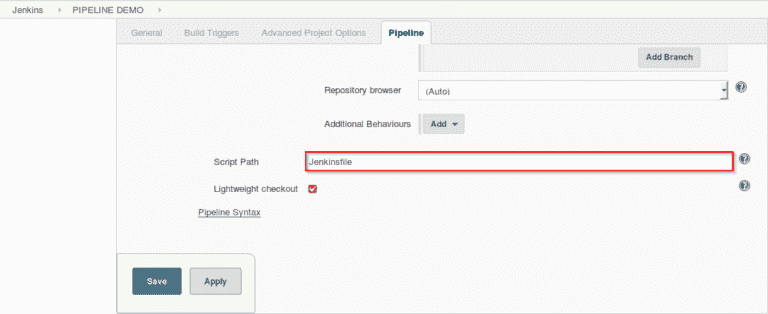 Jenkins PIPELINE DEMO
General Build Triggers Advanced Project Options Pipeline
Add Branch
Repository browser (Auto)
Additional Behaviours Add
Script Path Jenkinsfile
Lightweight checkout
Pipeline Syntax
Save Apply